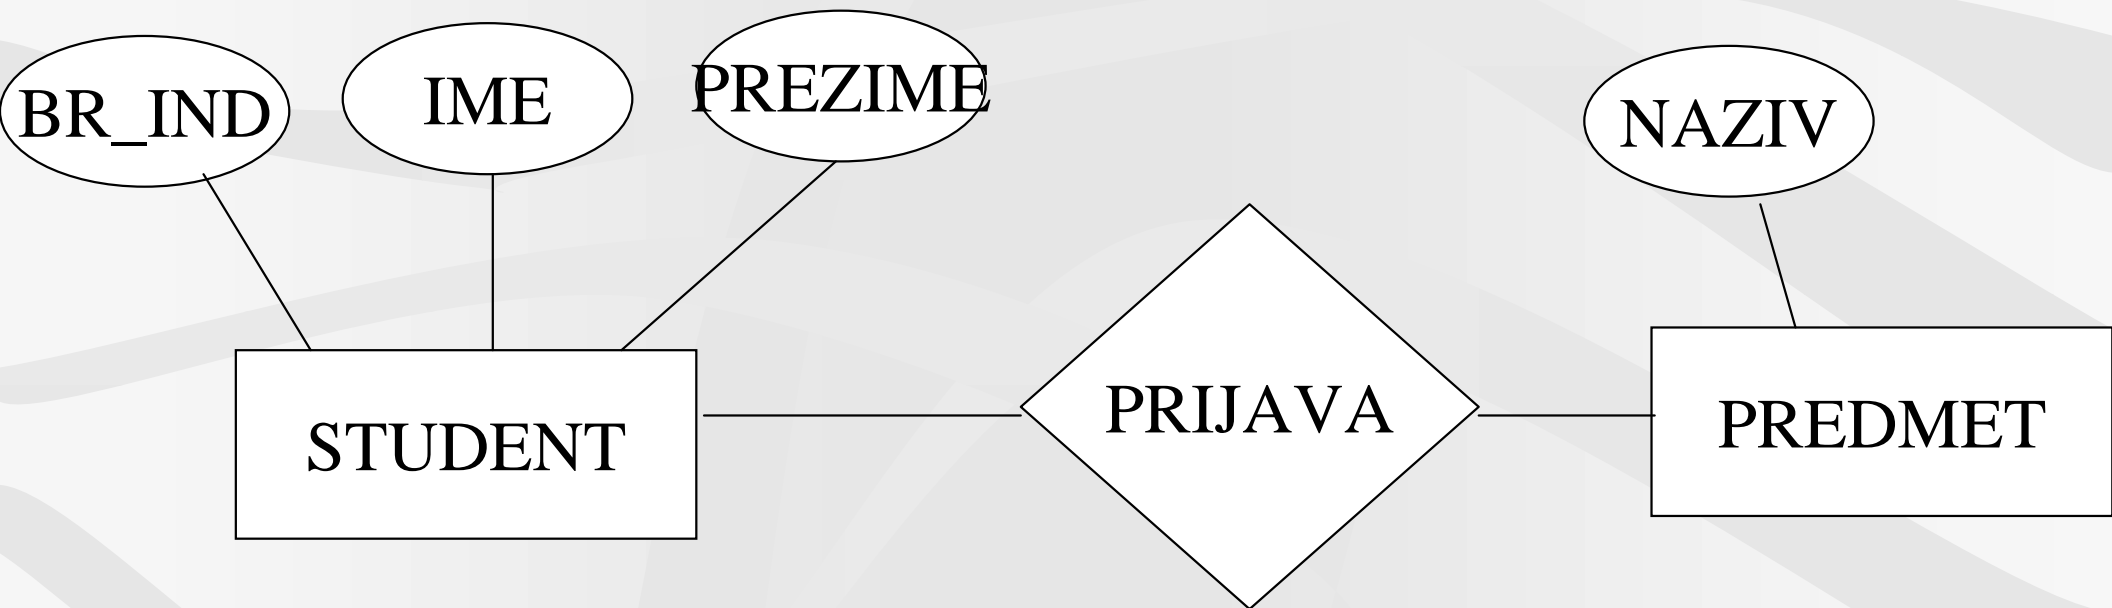 BR_IND
IME
PREZIME
NAZIV
STUDENT
PRIJAVA
PREDMET